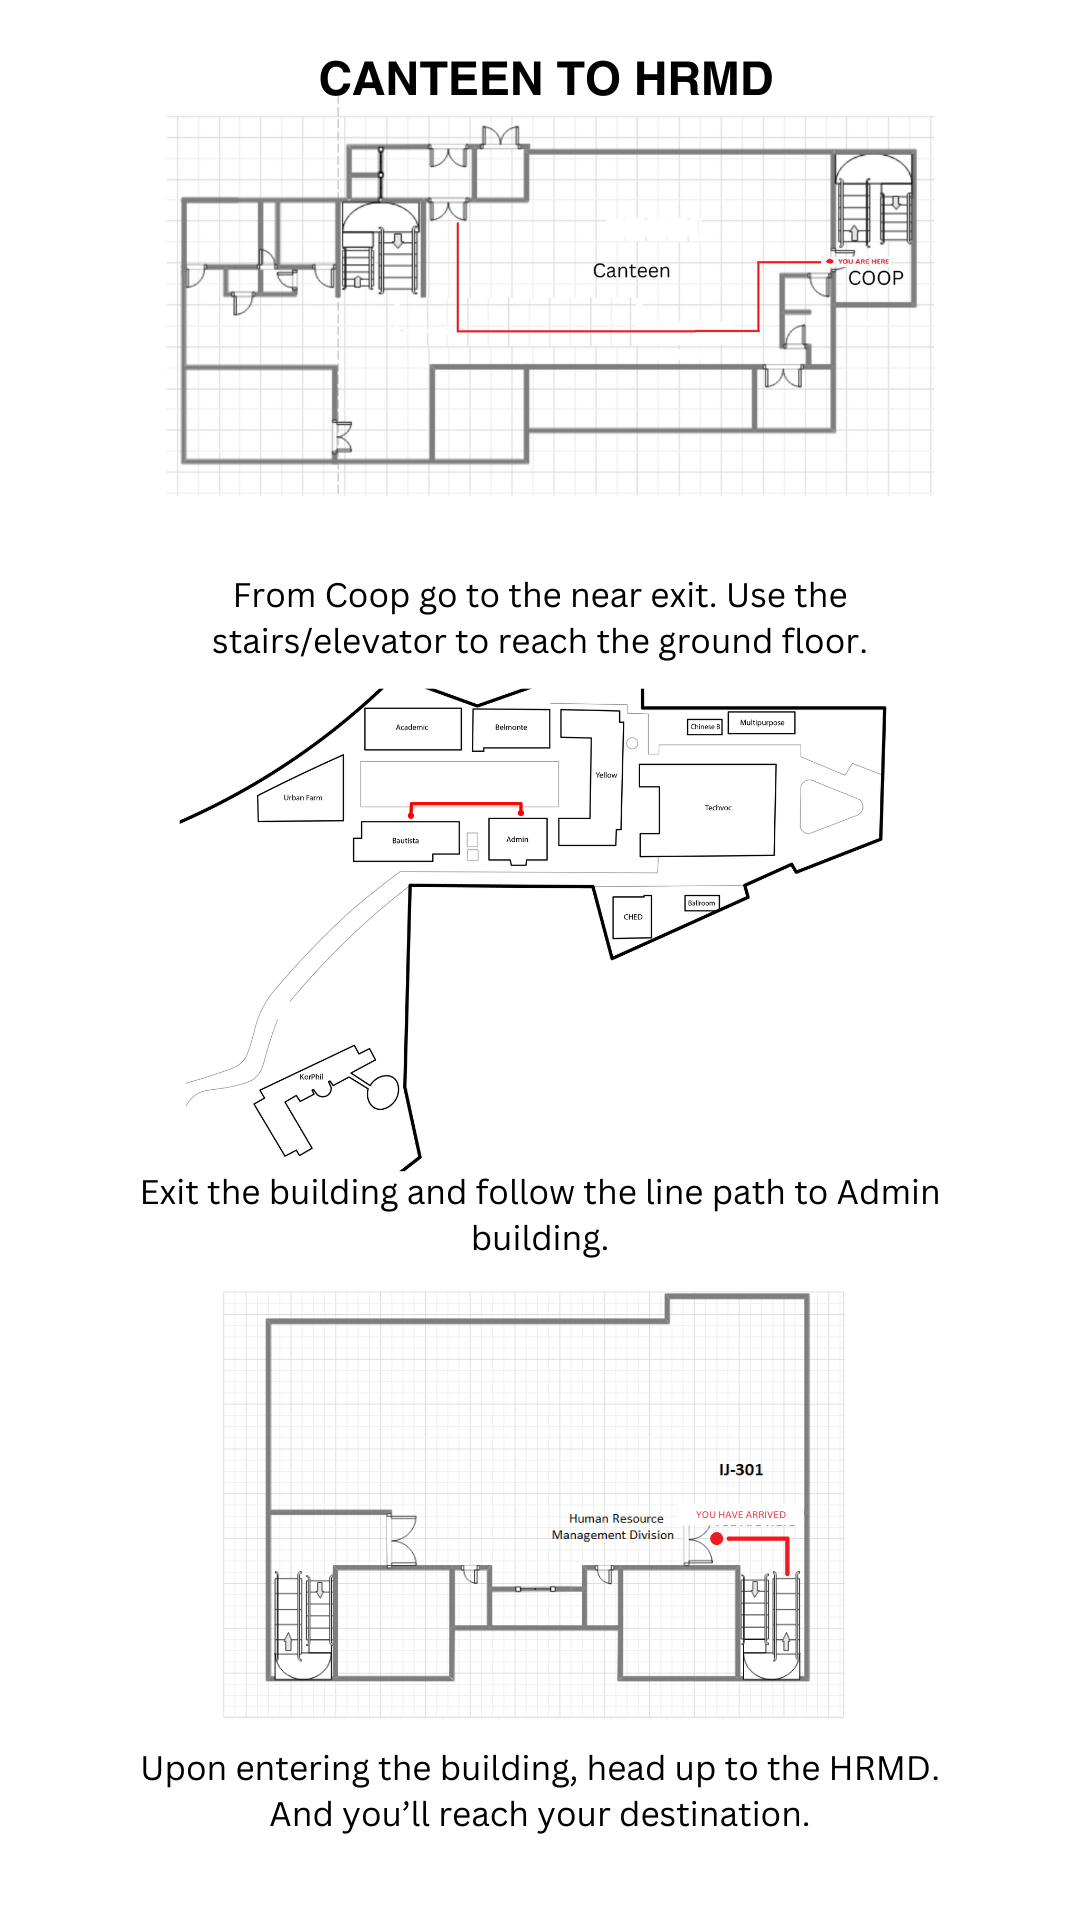 CANTEEN TO HRMD
YOU ARE HERE
Canteen
COOP
From Coop go to the near exit. Use the
stairs/elevator to reach the ground floor.
Academic
Belmonte
Chinese B
Multipurpose
Yellow
Urban Farm
Techvoc
Bautista
Admin
CHED
Ballroom
KorPhil
Exit the building and follow the line path to Admin
building.
IJ-301
Human Resource
Management Division
YOU HAVE ARRIVED
Upon entering the building, head up to the HRMD.
And you’ll reach your destination.